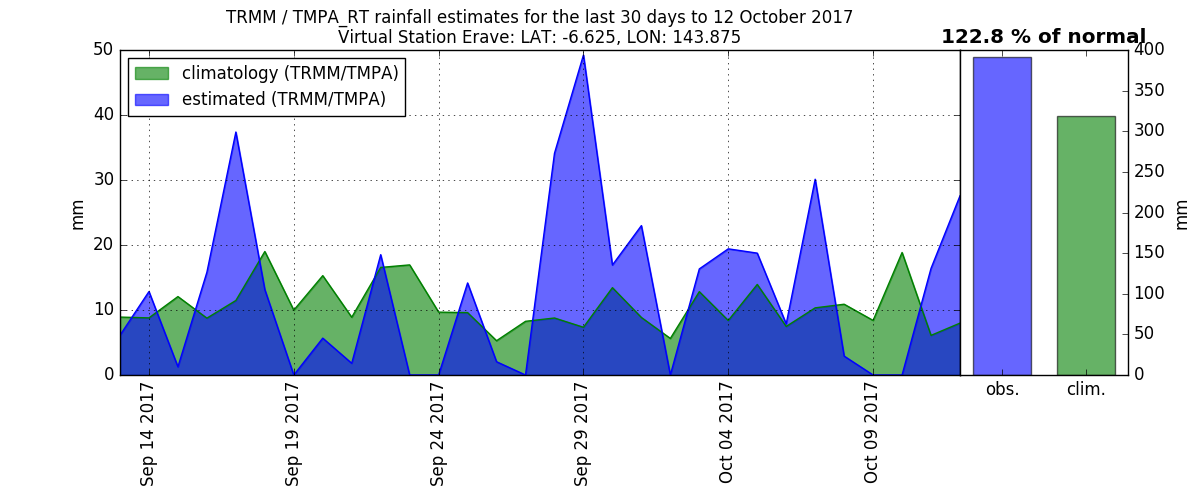 TRMM / TMPA_RT rainfall estimates for the last 30 days to 12 October 2017
Virtual Station Erave: LAT: -6.625, LON: 143.875
122.8 % of normal
climatology (TRMM/TMPA)
estimated (TRMM/TMPA)
50
40
30
20
10
0
mm
Sep 14 2017
Sep 19 2017
Sep 24 2017
Sep 29 2017
Oct 04 2017
Oct 09 2017
400
350
300
250
200
150
100
50
0
mm
obs.
clim.